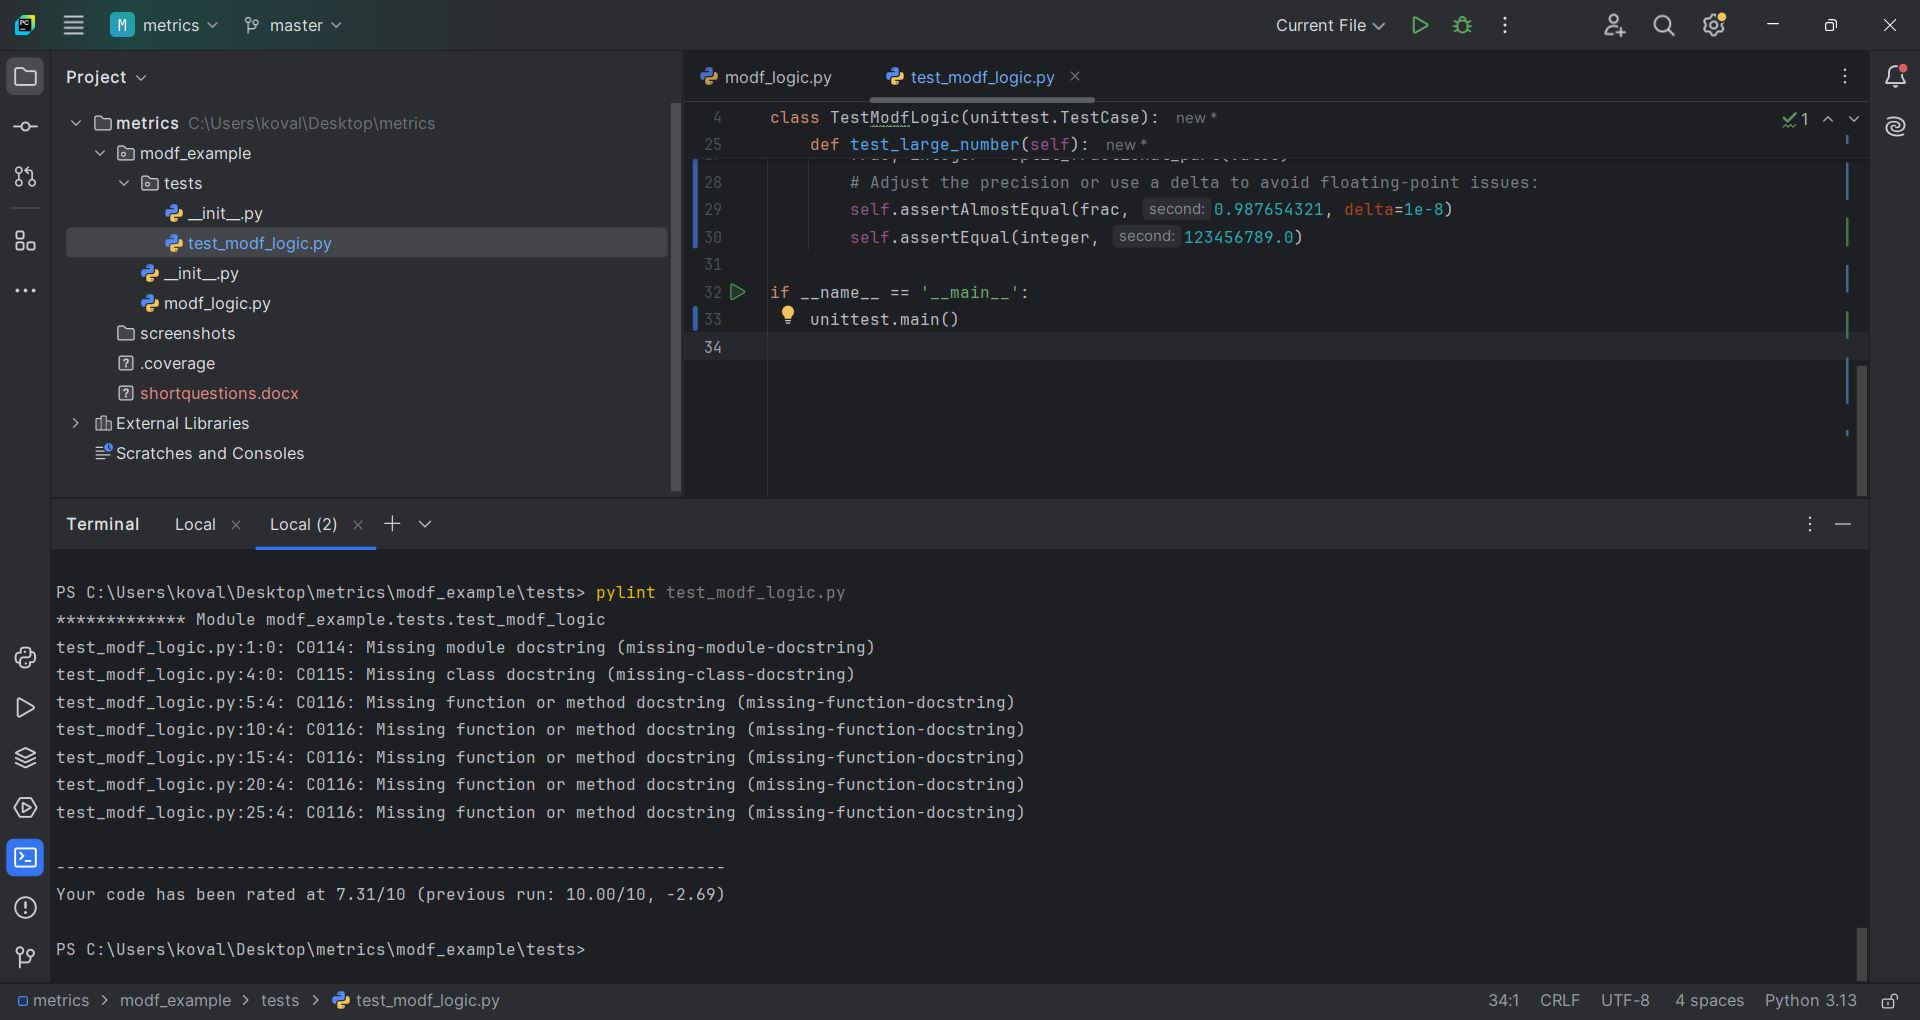 PC
M metrics
master
Current File
Project
metrics C:\Users\koval\Desktop\metrics
modf_example
tests
__init__.py
test_modf_logic.py
__init__.py
modf_logic.py
screenshots
.coverage
shortquestions.docx
External Libraries
Scratches and Consoles
modf_logic.py
test_modf_logic.py
4 class TestModfLogic(unittest.TestCase): new *
1
25 def test_large_number(self): new *
28 # Adjust the precision or use a delta to avoid floating-point issues:
29 self.assertAlmostEqual(frac, second: 0.987654321, delta=1e-8)
30 self.assertEqual(integer, second: 123456789.0)
31
32 if __name__ == '__main__':
33 unittest.main()
34
Terminal Local Local (2)
PS C:\Users\koval\Desktop\metrics\modf_example\tests> pylint test_modf_logic.py
************* Module modf_example.tests.test_modf_logic
test_modf_logic.py:1:0: C0114: Missing module docstring (missing-module-docstring)
test_modf_logic.py:4:0: C0115: Missing class docstring (missing-class-docstring)
test_modf_logic.py:5:4: C0116: Missing function or method docstring (missing-function-docstring)
test_modf_logic.py:10:4: C0116: Missing function or method docstring (missing-function-docstring)
test_modf_logic.py:15:4: C0116: Missing function or method docstring (missing-function-docstring)
test_modf_logic.py:20:4: C0116: Missing function or method docstring (missing-function-docstring)
test_modf_logic.py:25:4: C0116: Missing function or method docstring (missing-function-docstring)
-------------------------------------------------------------------
Your code has been rated at 7.31/10 (previous run: 10.00/10, -2.69)
PS C:\Users\koval\Desktop\metrics\modf_example\tests>
metrics > modf_example > tests > test_modf_logic.py
34:1 CRLF UTF-8 4 spaces Python 3.13